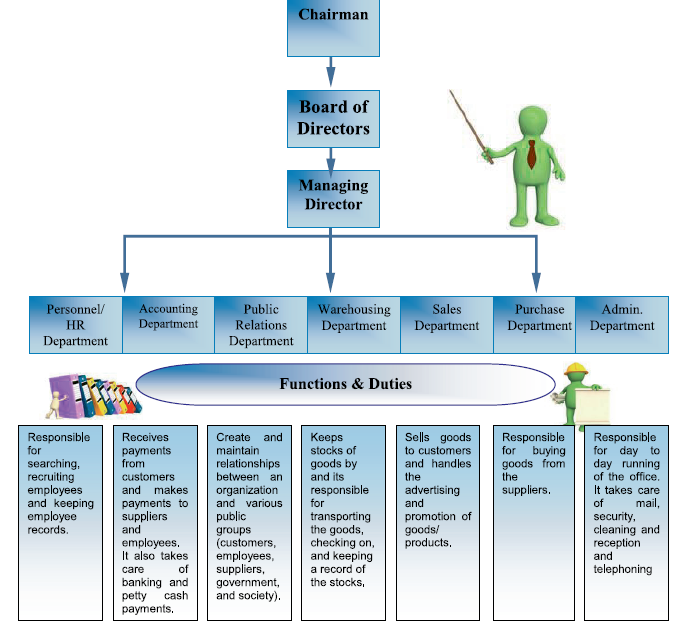 Chairman
Board of
Directors
Managing
Director
Personnel/
HR
Department
Accounting
Department
Public
Relations
Department
Warehousing
Department
Sales
Department
Purchase
Department
Admin.
Department
Functions & Duties
Responsible
for
searching,
recruiting
employees
and keeping
employee
records.
Receives
payments
from
customers
and makes
payments to
suppliers
and
employees.
It also takes
care of
banking and
petty cash
payments.
Create and
maintain
relationships
between an
organization
and various
public
groups
(customers,
employees,
suppliers,
government,
and society).
Keeps
stocks of
goods by
and its
responsible
for
transporting
the goods,
checking on,
and keeping
a record of
the stocks,
Sells goods
to customers
and handles
the
advertising
and
promotion of
goods/
products.
Responsible
for buying
goods from
the
suppliers.
Responsible
for day to
day running
of the office.
It takes care
of mail,
security,
cleaning and
reception
and
telephoning